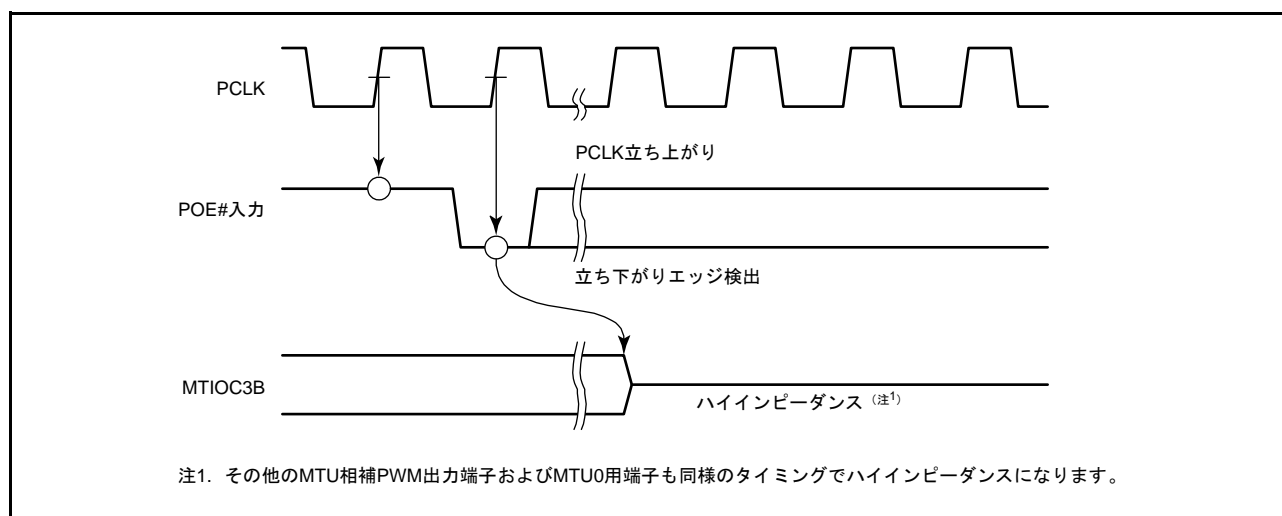 PCLK
PCLK立ち上がり
POE#入力
立ち下がりエッジ検出
MTIOC3B
ハイインピーダンス（注1）
注1. その他のMTU相補PWM出力端子およびMTU0用端子も同様のタイミングでハイインピーダンスになります。